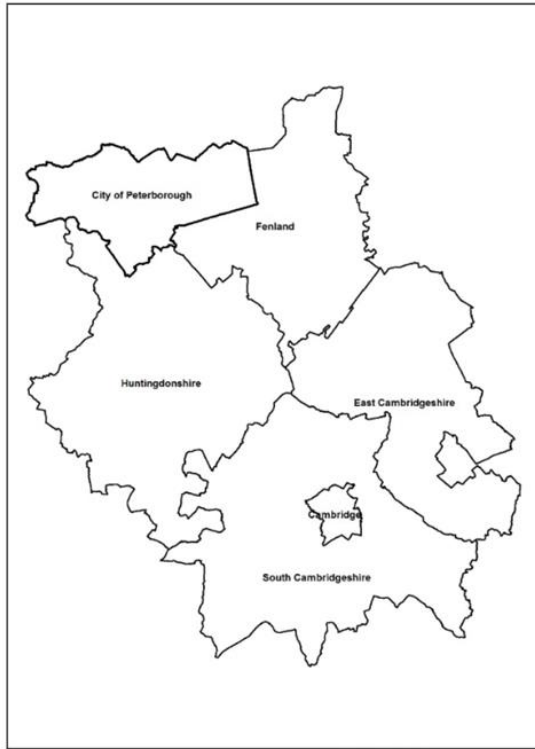 City of Peterborough
Fenland
Huntingdonshire
East Cambridgeshire
Cambridge
South Cambridgeshire